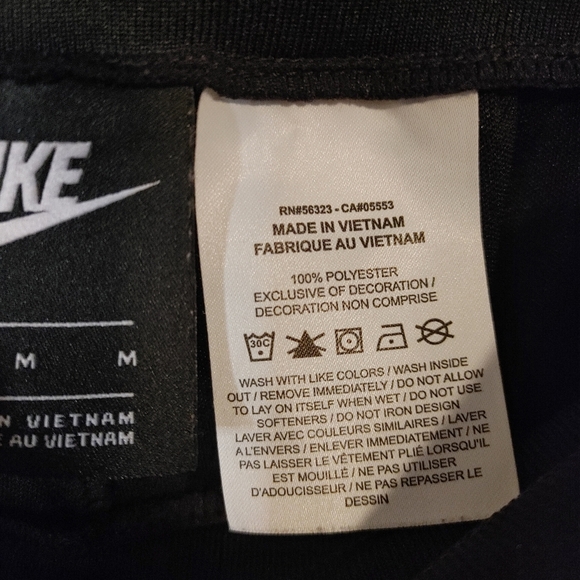 IKE
M M
N VIETNAM
E AU VIETNAM
RN#56323 - CA#05553
MADE IN VIETNAM
FABRIQUE AU VIETNAM
100% POLYESTER
EXCLUSIVE OF DECORATION /
DECORATION NON COMPRISE
30C
WASH WITH LIKE COLORS / WASH INSIDE
OUT / REMOVE IMMEDIATELY / DO NOT ALLOW
TO LAY ON ITSELF WHEN WET / DO NOT USE
SOFTENERS / DO NOT IRON DESIGN
LAVER AVEC COULEURS SIMILAIRES / LAVER
A L'ENVERS / ENLEVER IMMEDIATEMENT / NE
PAS LAISSER LE VÊTEMENT PLIÉ LORSQU'IL
EST MOUILLÉ / NE PAS UTILISER
D'ADOUCISSEUR / NE PAS REPASSER LE
DESSIN